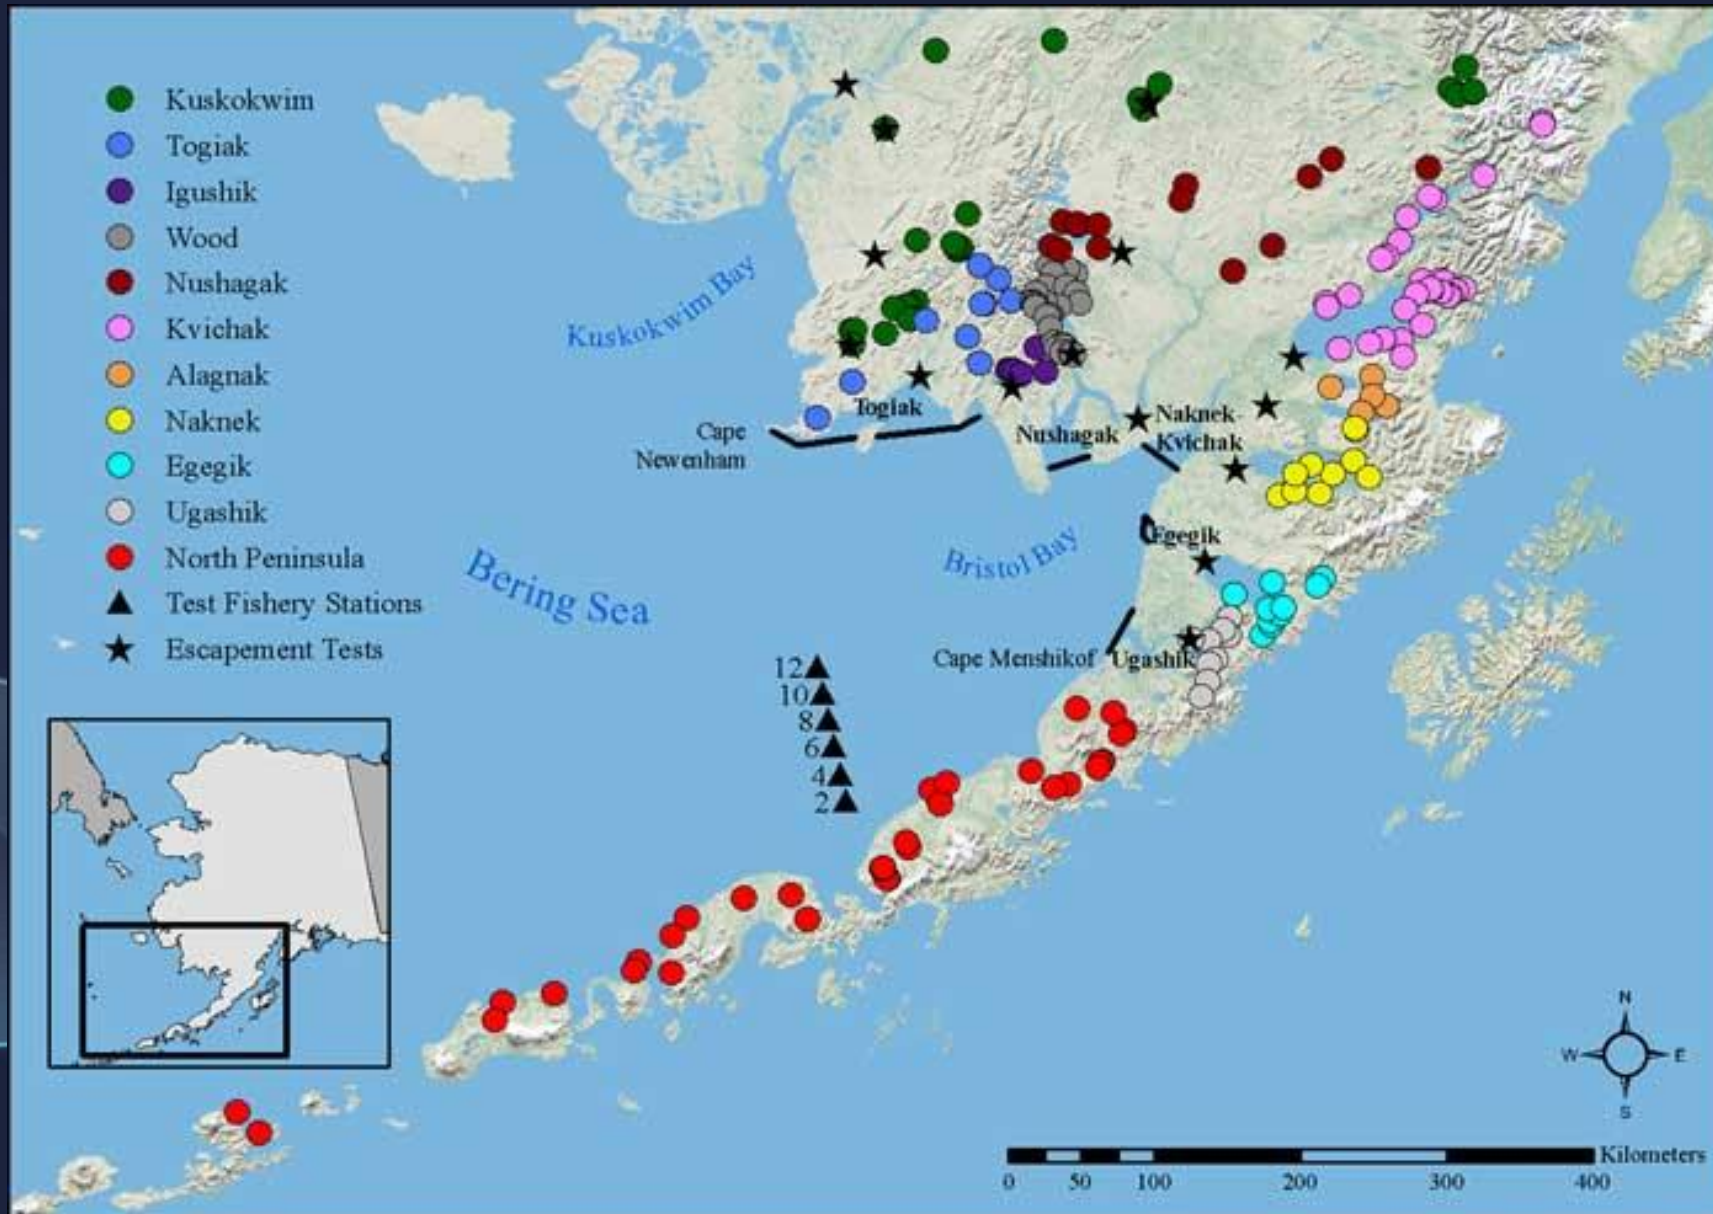 Kuskokwim
Togiak
Igushik
Wood
Nushagak
Kvichak
Alagnak
Naknek
Egegik
Ugashik
North Peninsula
Test Fishery Stations
Escapement Tests
Kuskokwim Bay
Togiak
Cape
Newenham
Nushagak
Naknek
Kvichak
Egegik
Bristol Bay
Bering Sea
Cape Menshikof
Ugashik
12
10
8
6
4
2
N
W E
S
Kilometers
0 50 100 200 300 400